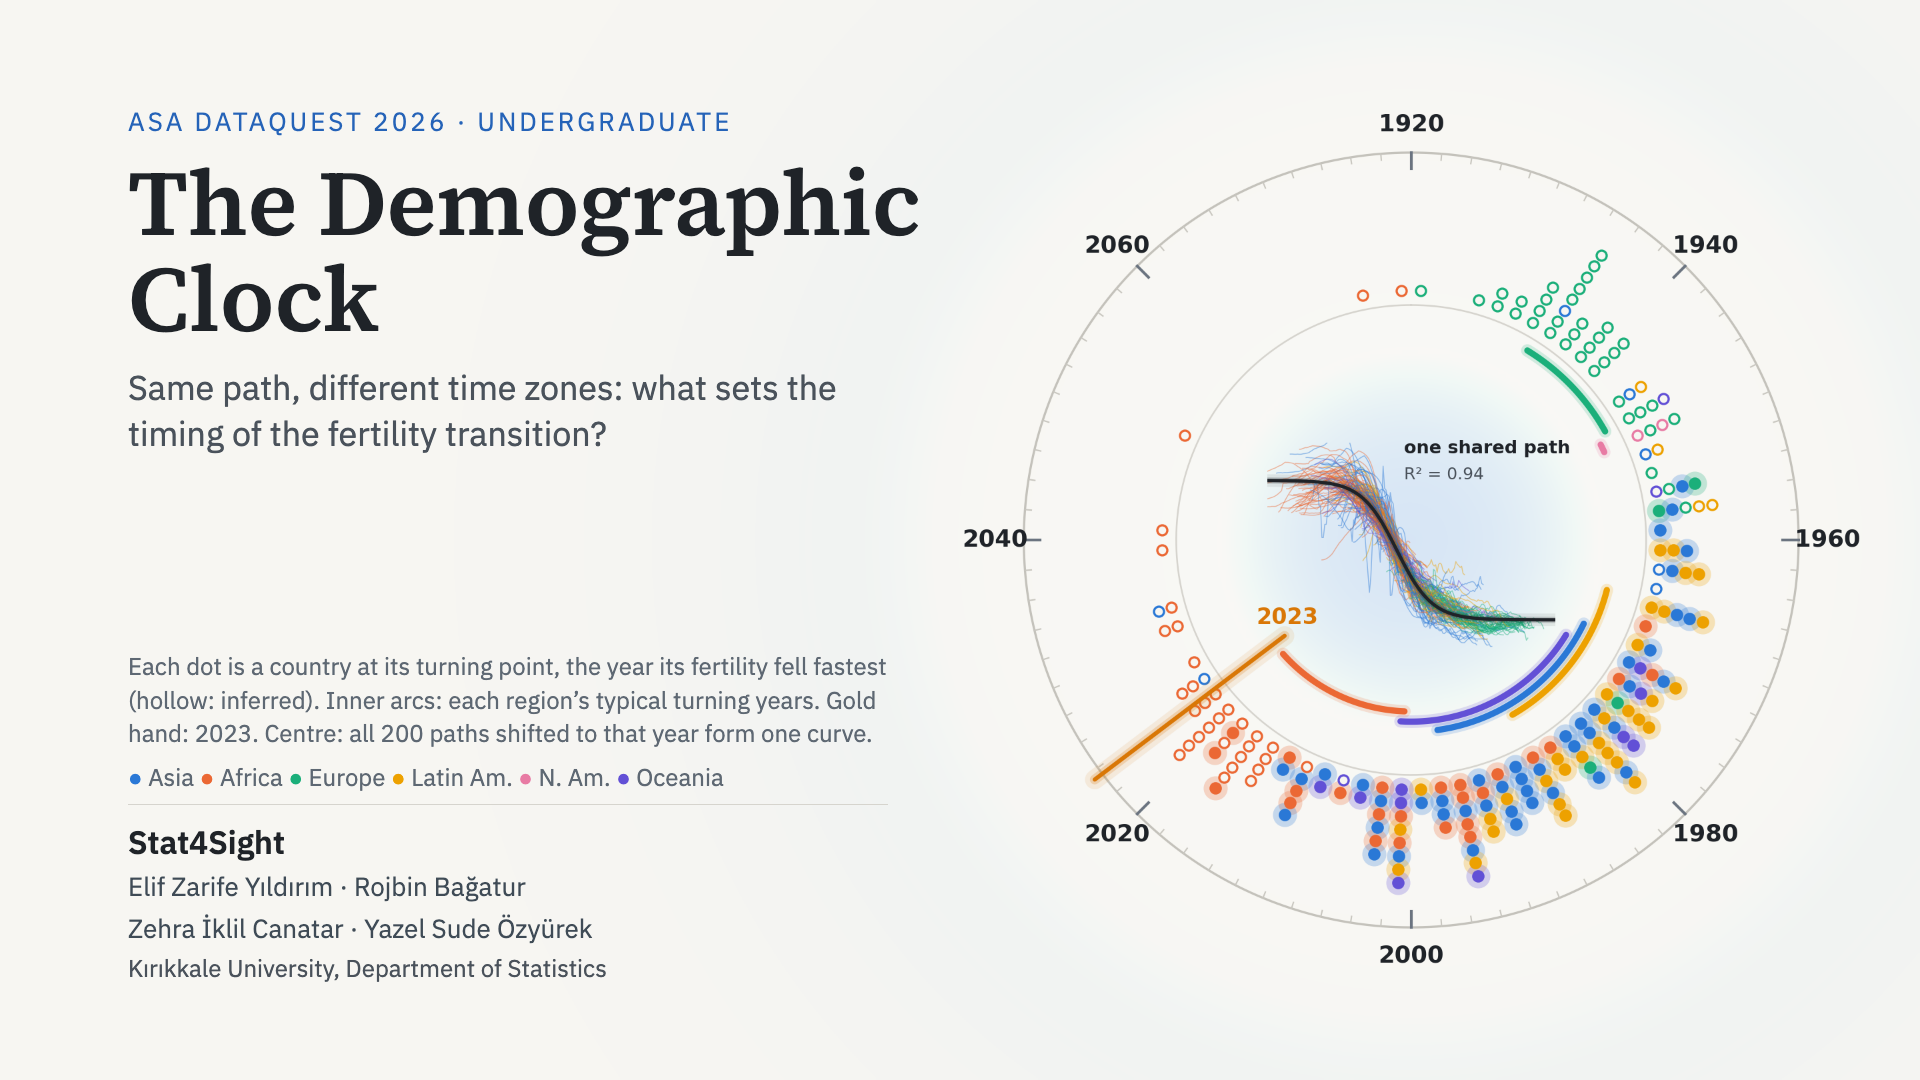 ASA DATAQUEST 2026 · UNDERGRADUATE
The Demographic
Clock
Same path, different time zones: what sets the
timing of the fertility transition?
Each dot is a country at its turning point, the year its fertility fell fastest
(hollow: inferred). Inner arcs: each region’s typical turning years. Gold
hand: 2023. Centre: all 200 paths shifted to that year form one curve.
Asia Africa Europe Latin Am. N. Am. Oceania
Stat4Sight
Elif Zarife Yıldırım · Rojbin Bağatur
Zehra İklil Canatar · Yazel Sude Özyürek
Kırıkkale University, Department of Statistics
1920
1940
1960
1980
2000
2020
2040
2060
one shared path
R² = 0.94
2023